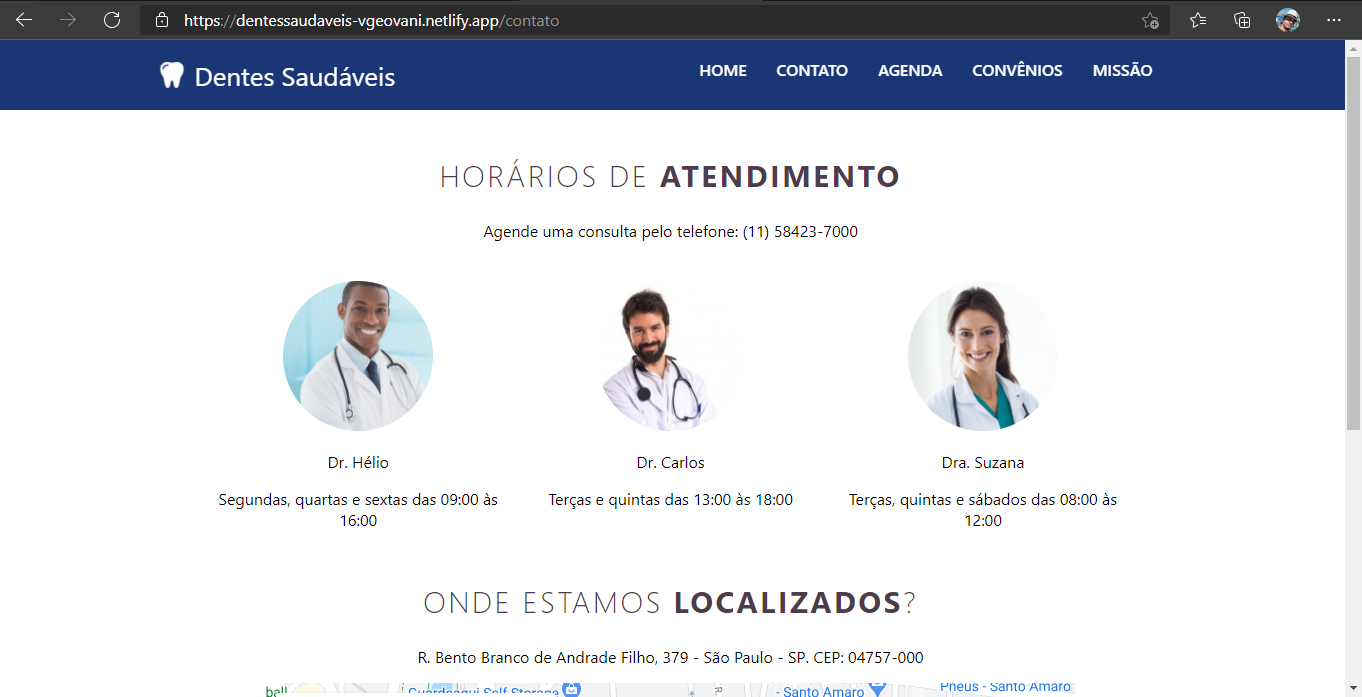 https://dentessaudaveis-vgeovani.netlify.app/contato
Dentes Saudáveis
HOME CONTATO AGENDA CONVÊNIOS MISSÃO
HORÁRIOS DE ATENDIMENTO
Agende uma consulta pelo telefone: (11) 58423-7000
Dr. Hélio
Segundas, quartas e sextas das 09:00 às
16:00
Dr. Carlos
Terças e quintas das 13:00 às 18:00
Dra. Suzana
Terças, quintas e sábados das 08:00 às
12:00
ONDE ESTAMOS LOCALIZADOS?
R. Bento Branco de Andrade Filho, 379 - São Paulo - SP. CEP: 04757-000
ball
Guardeaqui Self Storage
- Santo Amaro
Pneus - Santo Amaro